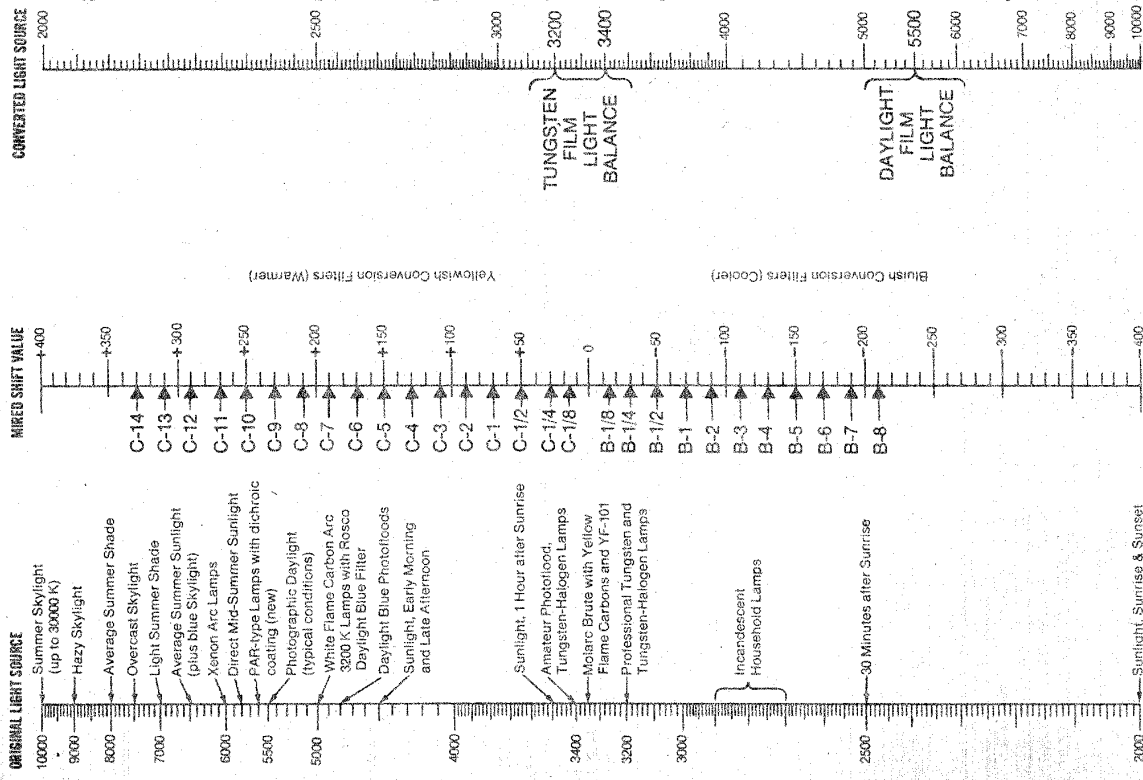 ORIGINAL LIGHT SOURCE
10000
9000
8000
7000
6000
5500
5000
4000
3400
3200
3000
2500
2000
Summer Skylight
(up to 30000 K)
Hazy Skylight
Average Summer Shade
Overcast Skylight
Light Summer Shade
Average Summer Sunlight
(plus blue Skylight)
Xenon Arc Lamps
Direct Mid-Summer Sunlight
PAR-type Lamps with dichroic
coating (new)
Photographic Daylight
(typical conditions)
White Flame Carbon Arc
3200 K Lamps with Rosco
Daylight Blue Filter
Daylight Blue Photofloods
Sunlight, Early Morning
and Late Afternoon
Sunlight, 1 Hour after Sunrise
Amateur Photoflood,
Tungsten-Halogen Lamps
Molarc Brute with Yellow
Flame Carbons and YF-101
Professional Tungsten and
Tungsten-Halogen Lamps
Incandescent
Household Lamps
30 Minutes after Sunrise
Sunlight, Sunrise & Sunset
MIRED SHIFT VALUE
C-14
C-13
C-12
C-11
C-10
C-9
C-8
C-7
C-6
C-5
C-4
C-3
C-2
C-1
C-1/2
C-1/4
C-1/8
B-1/8
B-1/4
B-1/2
B-1
B-2
B-3
B-4
B-5
B-6
B-7
B-8
+400
+350
+300
+250
+200
+150
+100
+50
0
-50
-100
-150
-200
-250
-300
-350
-400
Yellowish Conversion Filters (Warmer)
Bluish Conversion Filters (Cooler)
CONVERTED LIGHT SOURCE
TUNGSTEN
FILM
LIGHT
BALANCE
DAYLIGHT
FILM
LIGHT
BALANCE
2000
2500
3000
3200
3400
4000
5000
5500
6000
7000
8000
9000
10000